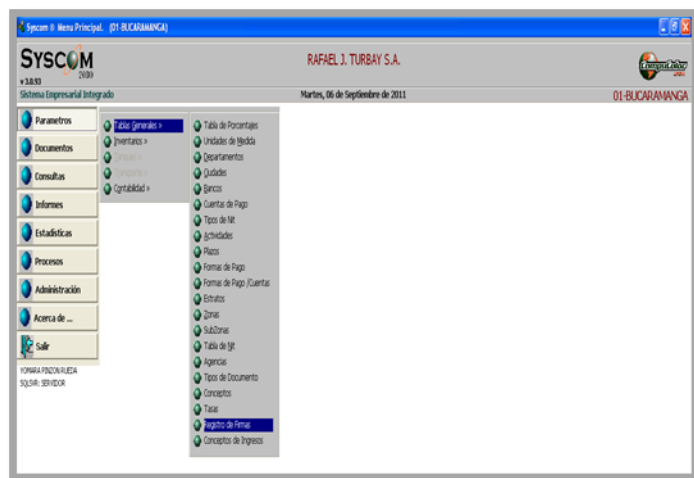 Syscom ® Menu Principal. (01-BUCARAMANGA)
SYSCOM
2000
v 3.0.93
RAFAEL J. TURBAY S.A.
Sistema Empresarial Integrado
Martes, 06 de Septiembre de 2011
01-BUCARAMANGA
Parametros
Documentos
Consultas
Informes
Estadísticas
Procesos
Administración
Acerca de ...
Salir
YOMARA PINZON RUEDA
SQLSVR: SERVIDOR
Tablas Generales »
Inventarios »
Tanques »
Transporte »
Contabilidad »
Tabla de Porcentajes
Unidades de Medida
Departamentos
Ciudades
Bancos
Cuentas de Pago
Tipos de Nit
Actividades
Plazos
Formas de Pago
Formas de Pago /Cuentas
Estratos
Zonas
SubZonas
Tabla de Nit
Agencias
Tipos de Documento
Conceptos
Tasas
Registro de Firmas
Conceptos de Ingresos